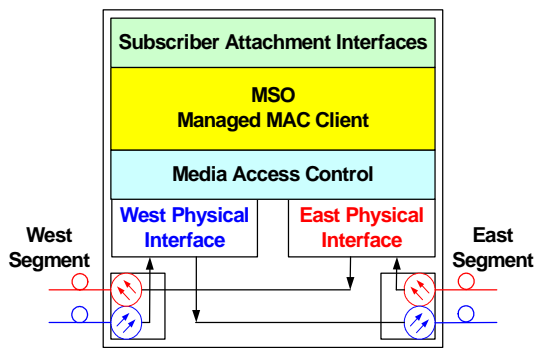 Subscriber Attachment Interfaces
MSO
Managed MAC Client
Media Access Control
West Physical
Interface
East Physical
Interface
West
Segment
East
Segment